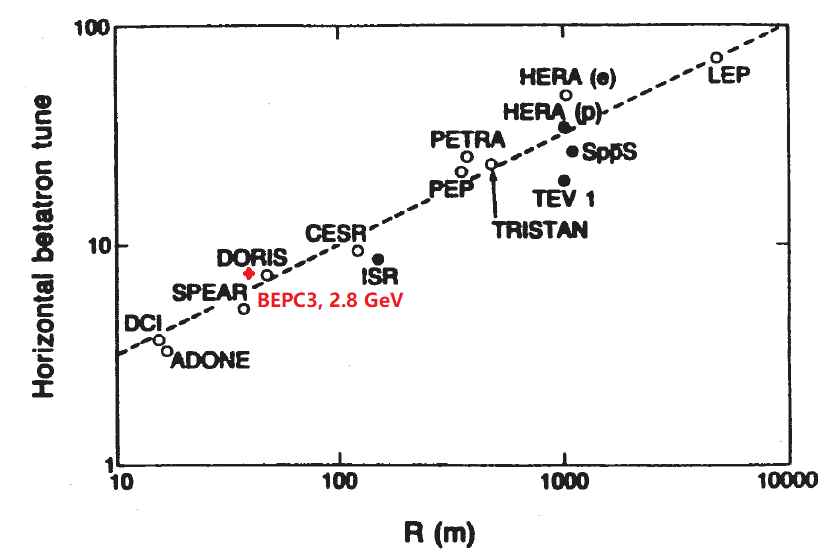 100
HERA (e)
LEP
HERA (p)
PETRA
Spp̄S
PEP
TEV 1
TRISTAN
CESR
10
DORIS
ISR
SPEAR
BEPC3, 2.8 GeV
DCI
ADONE
1
10
100
1000
10000
Horizontal betatron tune
R (m)